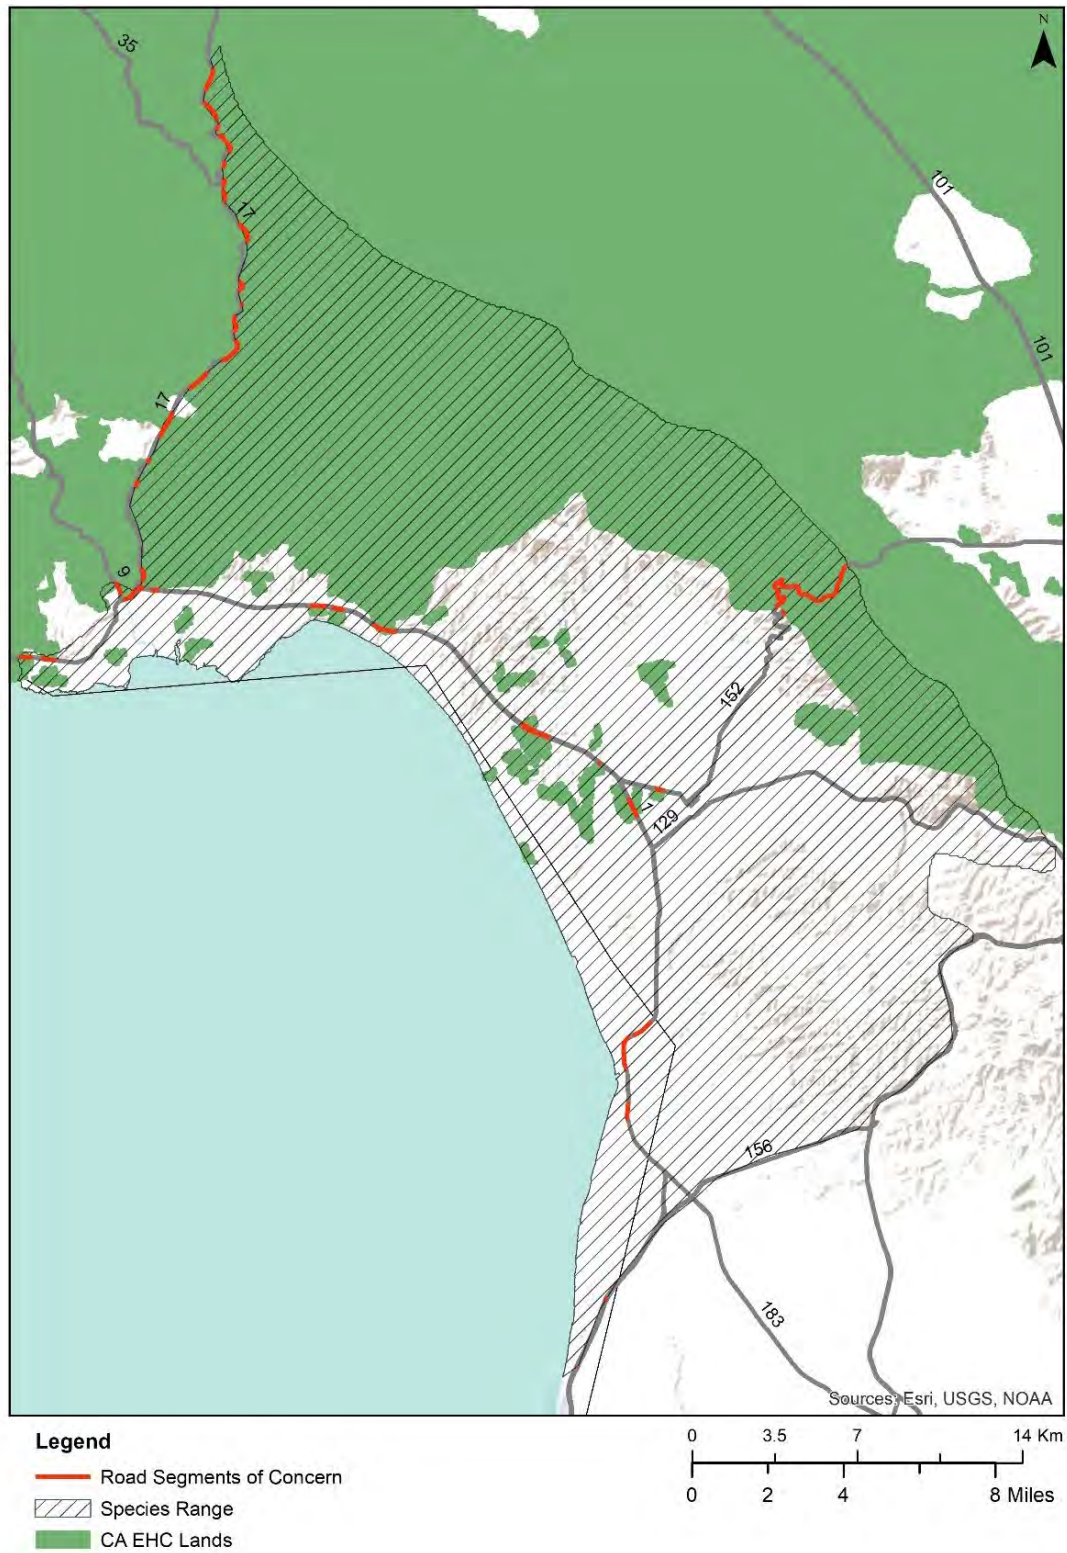 N
35
101
17
101
17
9
152
1
129
156
183
Sources: Esri, USGS, NOAA
Legend
Road Segments of Concern
Species Range
CA EHC Lands
0 3.5 7 14 Km
0 2 4 8 Miles